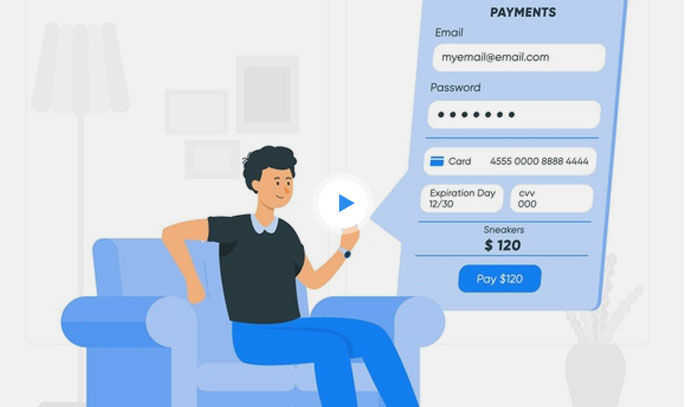 PAYMENTS
Email
myemail@email.com
Password
Card 4555 0000 8888 4444
Expiration Day cvv
12/30 000
Sneakers
$ 120
Pay $120